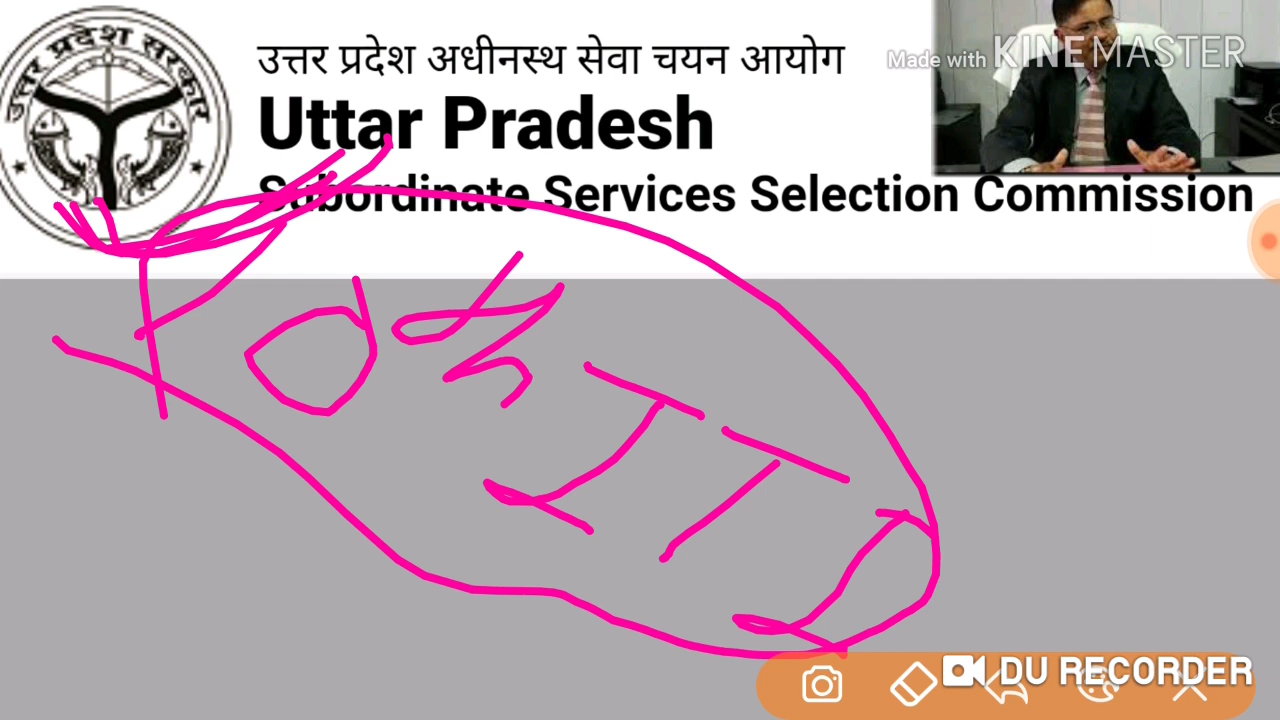 उत्तर प्रदेश सरकार
उत्तर प्रदेश अधीनस्थ सेवा चयन आयोग
Made with KINEMASTER
Uttar Pradesh
Subordinate Services Selection Commission
DU RECORDER